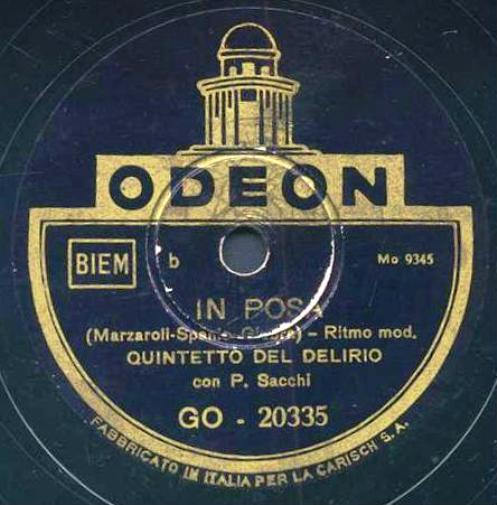 ODEON
BIEM b Mo 9345
IN POSA
(Marzaroli- - Ritmo mod.
QUINTETTO DEL DELIRIO
con P. Sacchi
GO - 20335
FABBRICATO IN ITALIA PER LA CARISCH S. A.